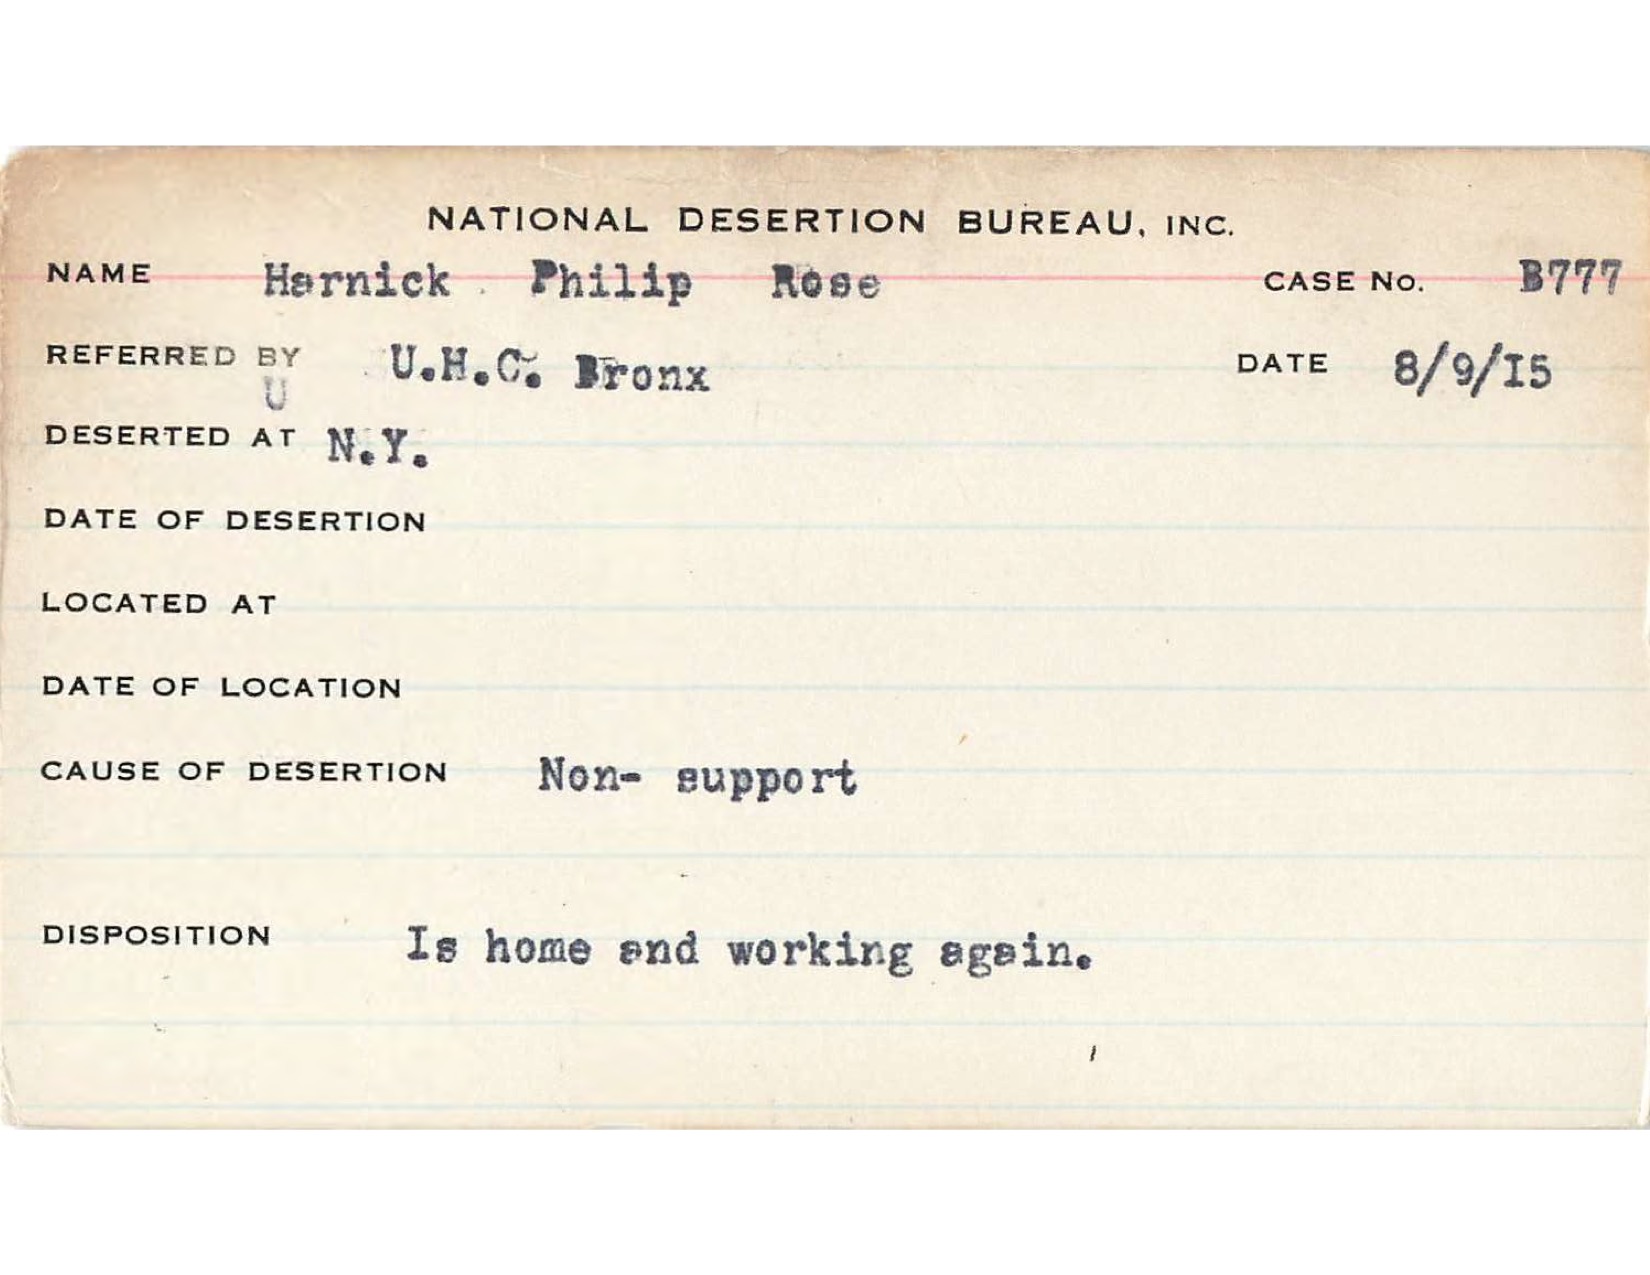 NATIONAL DESERTION BUREAU, INC.
NAME Harnick Philip Rose CASE No. B777
REFERRED BY U.H.C. Bronx DATE 8/9/I5
U
DESERTED AT N.Y.
DATE OF DESERTION
LOCATED AT
DATE OF LOCATION
CAUSE OF DESERTION Non- support
DISPOSITION Is home and working again.